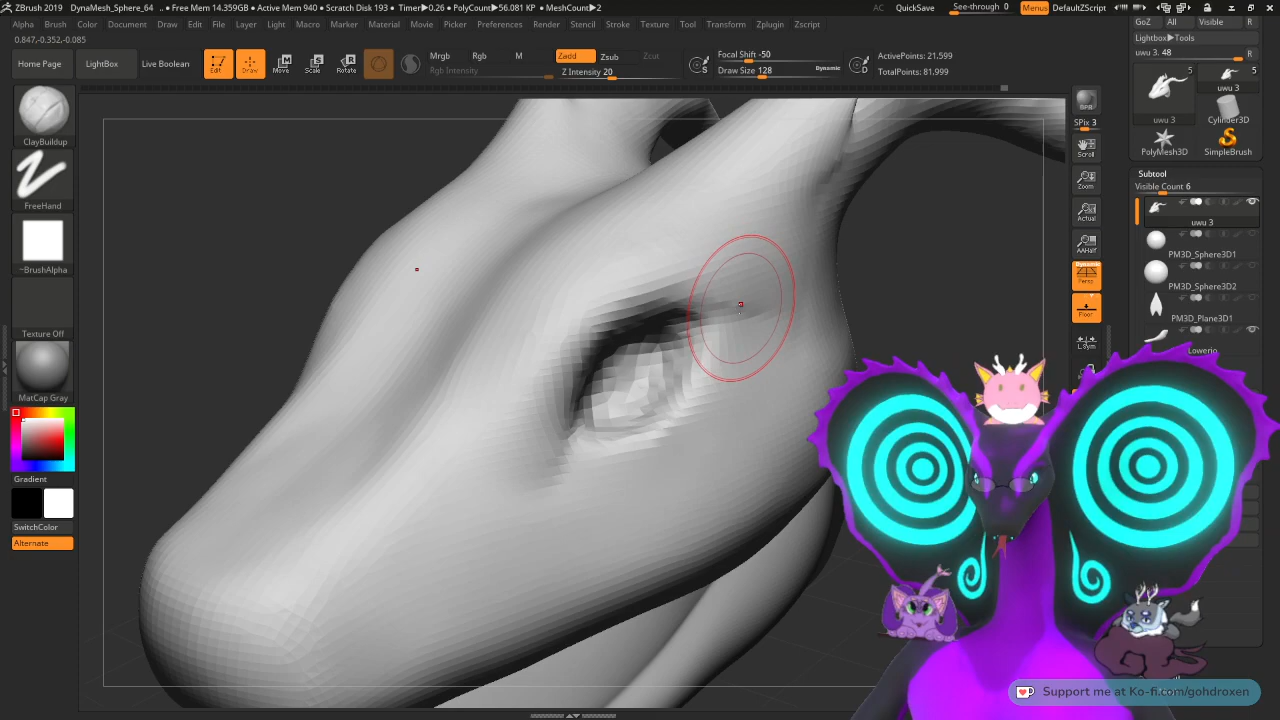 ZBrush 2019 DynaMesh_Sphere_64 .. • Free Mem 14.359GB • Active Mem 940 • Scratch Disk 193 • Timer▶0.26 • PolyCount▶56.081 KP • MeshCount▶2 AC QuickSave See-through 0 Menus DefaultZScript
Alpha Brush Color Document Draw Edit File Layer Light Macro Marker Material Movie Picker Preferences Render Stencil Stroke Texture Tool Transform Zplugin Zscript
0.847,-0.352,-0.085
Home Page LightBox Live Boolean Edit Draw Move Scale Rotate
Mrgb Rgb M Zadd Zsub Zcut
Rgb Intensity Z Intensity 20
S Focal Shift -50
Draw Size 128 Dynamic D
ActivePoints: 21.599
TotalPoints: 81.999
GoZ All Visible R
Lightbox▶Tools
uwu 3. 48 R
5
5
uwu 3
uwu 3
Cylinder3D
PolyMesh3D SimpleBrush
ClayBuildup
FreeHand
~BrushAlpha
Texture Off
MatCap Gray
Gradient
SwitchColor
Alternate
BPR
SPix 3
Scroll
Zoom
Actual
AAHalf
Dynamic
Persp
Floor
L.Sym
Subtool
Visible Count 6
uwu 3
PM3D_Sphere3D1
PM3D_Sphere3D2
PM3D_Plane3D1
Support me at Ko-fi.com/gohdroxen